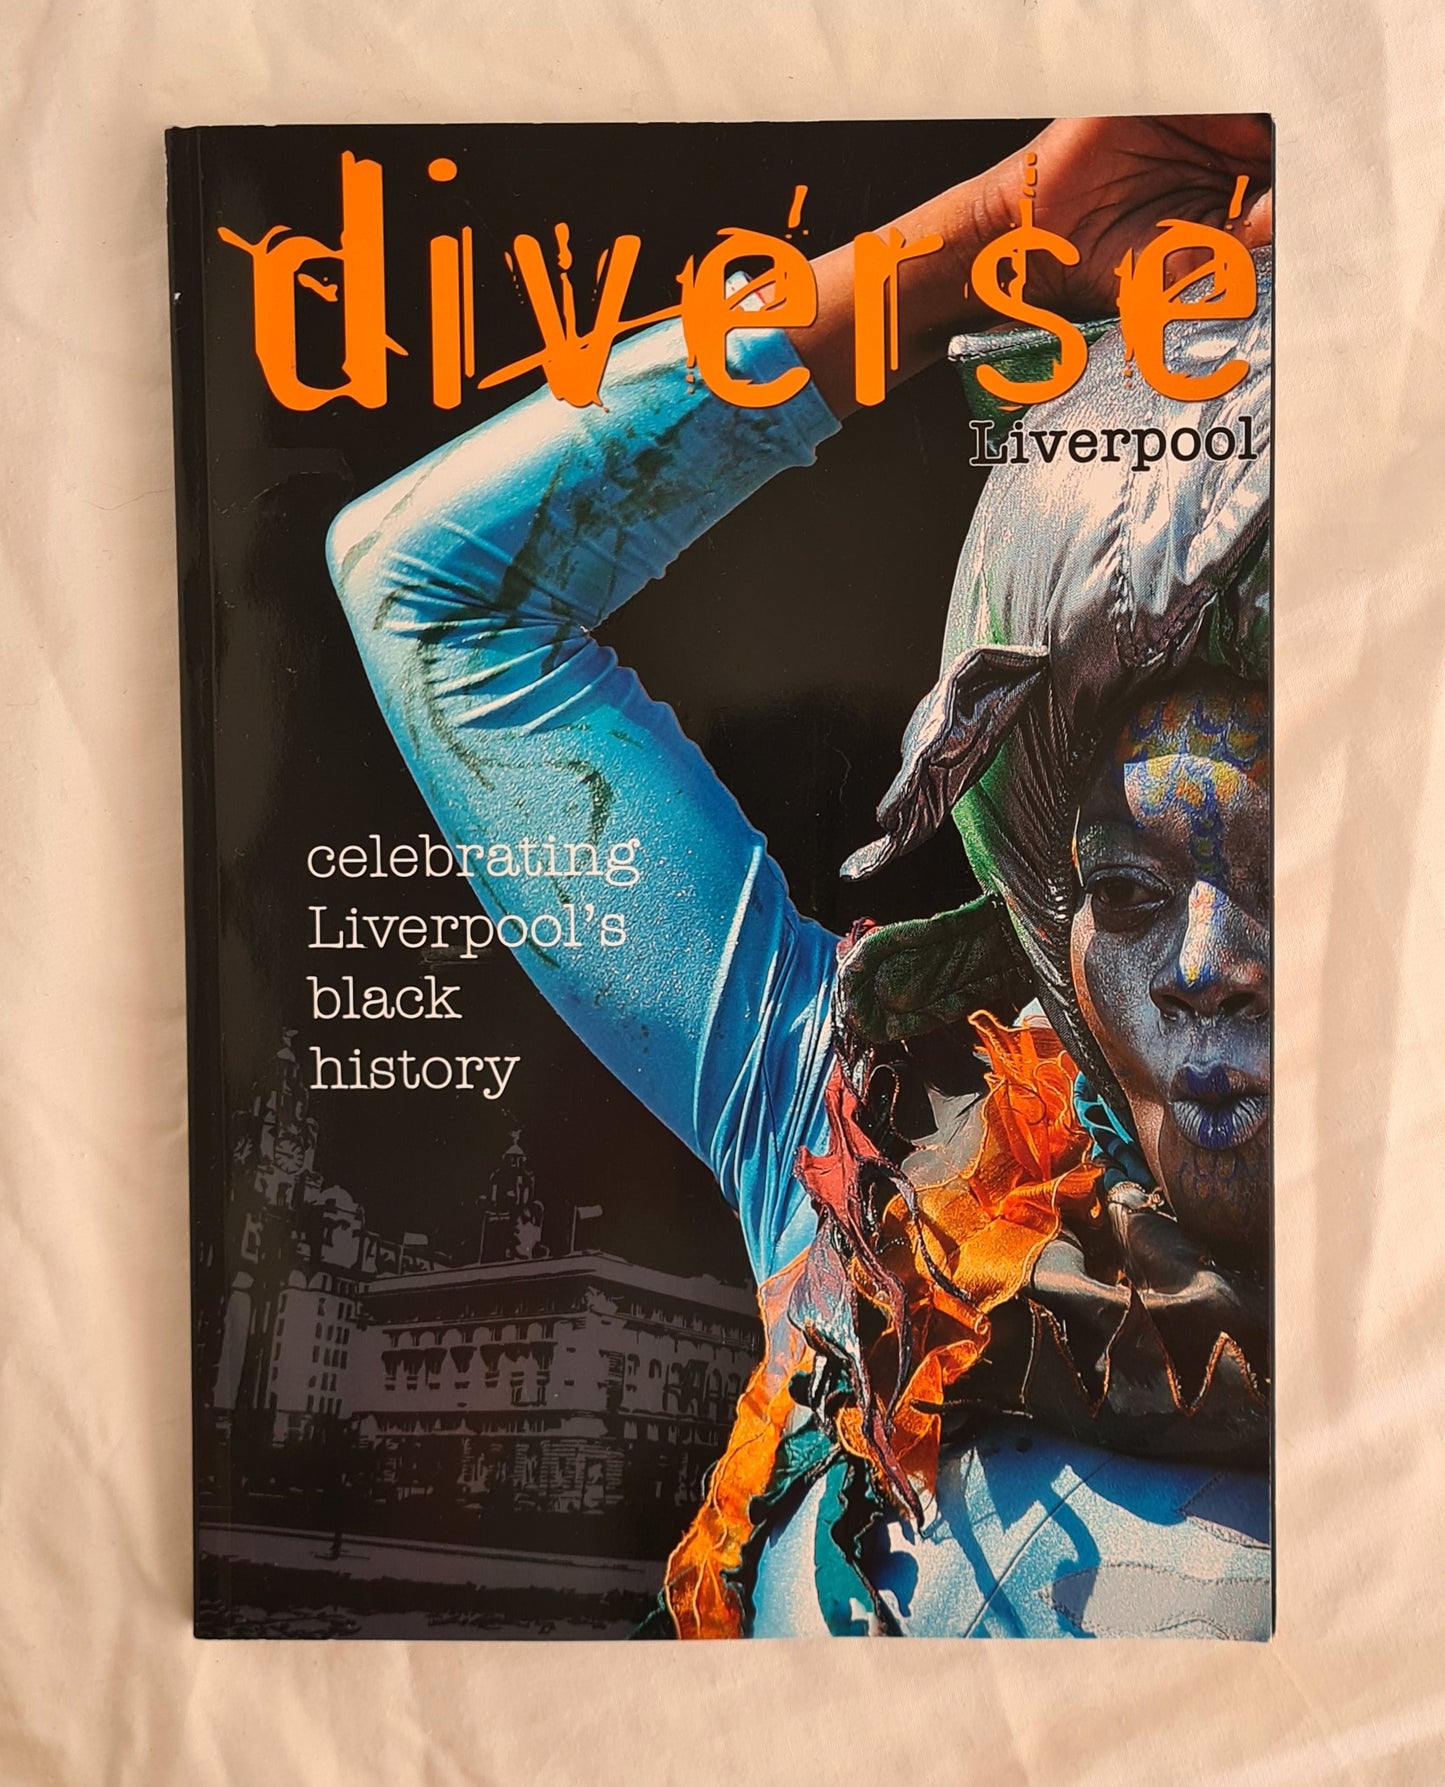 diverse
Liverpool
celebrating
Liverpool's
black
history